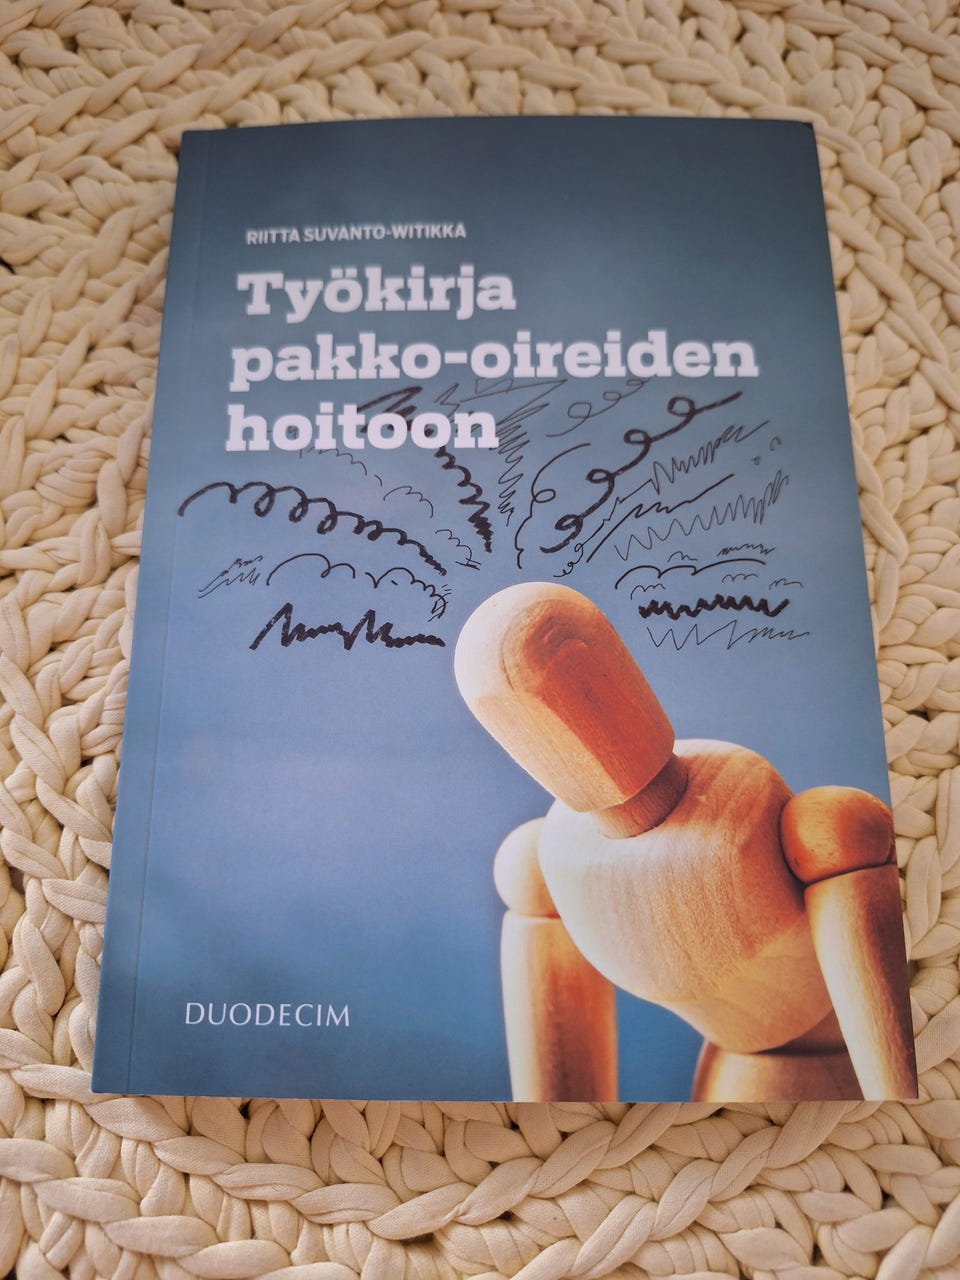 RIITTA SUVANTO-WITIKKA
Työkirja
pakko-oireiden
hoitoon
DUODECIM